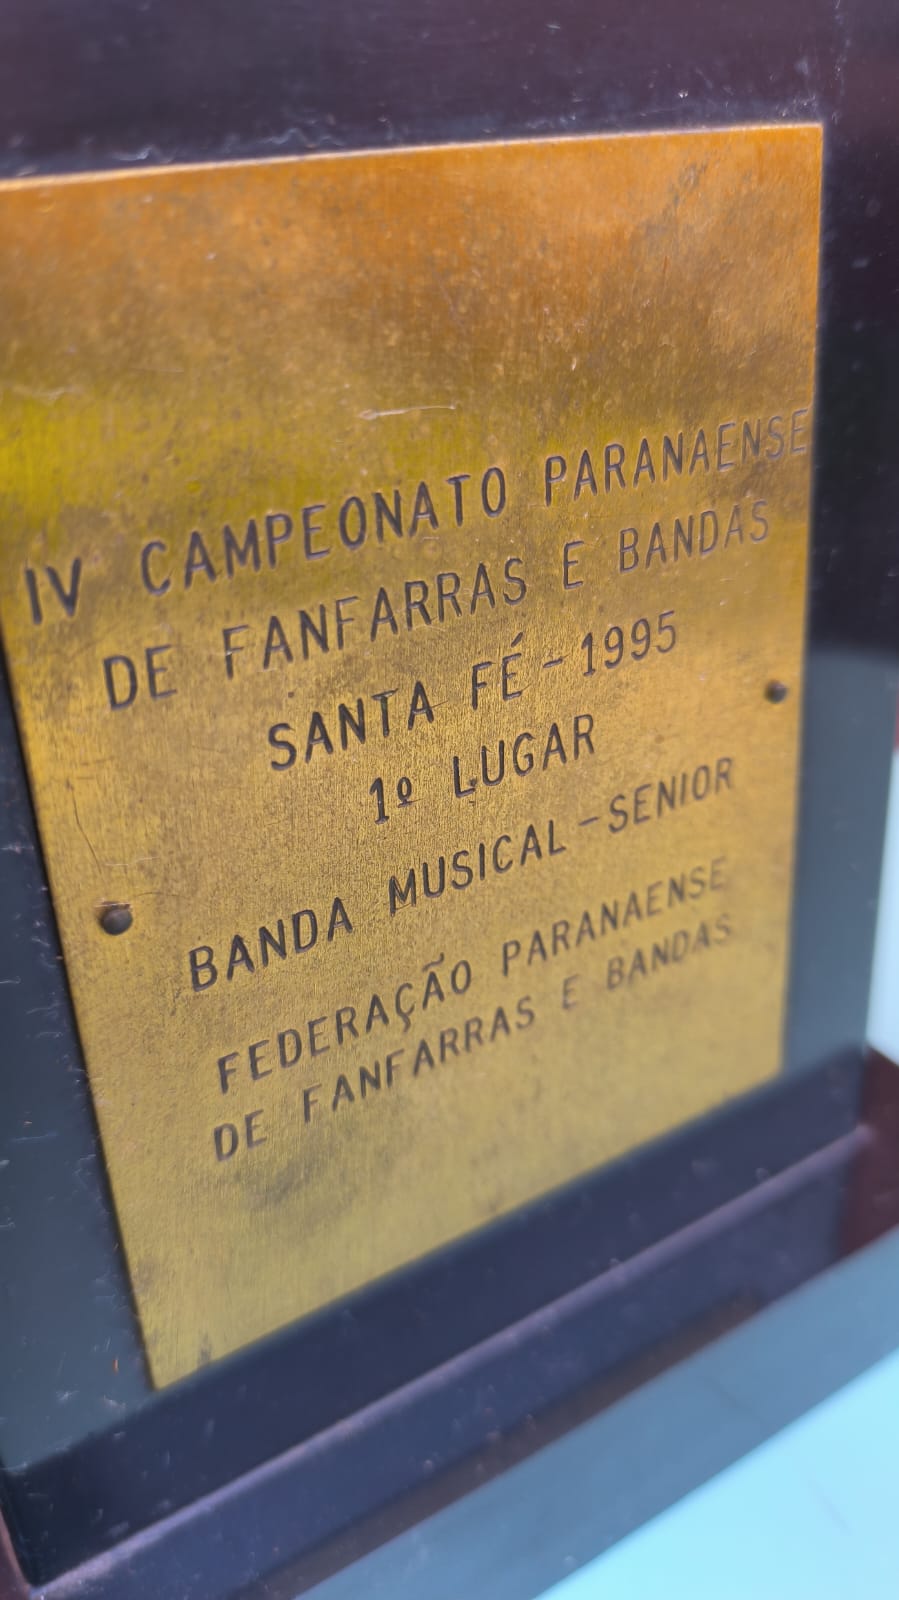 IV CAMPEONATO PARANAENSE
DE FANFARRAS E BANDAS
SANTA FÉ - 1995
1º LUGAR
BANDA MUSICAL - SENIOR
FEDERAÇÃO PARANAENSE
DE FANFARRAS E BANDAS